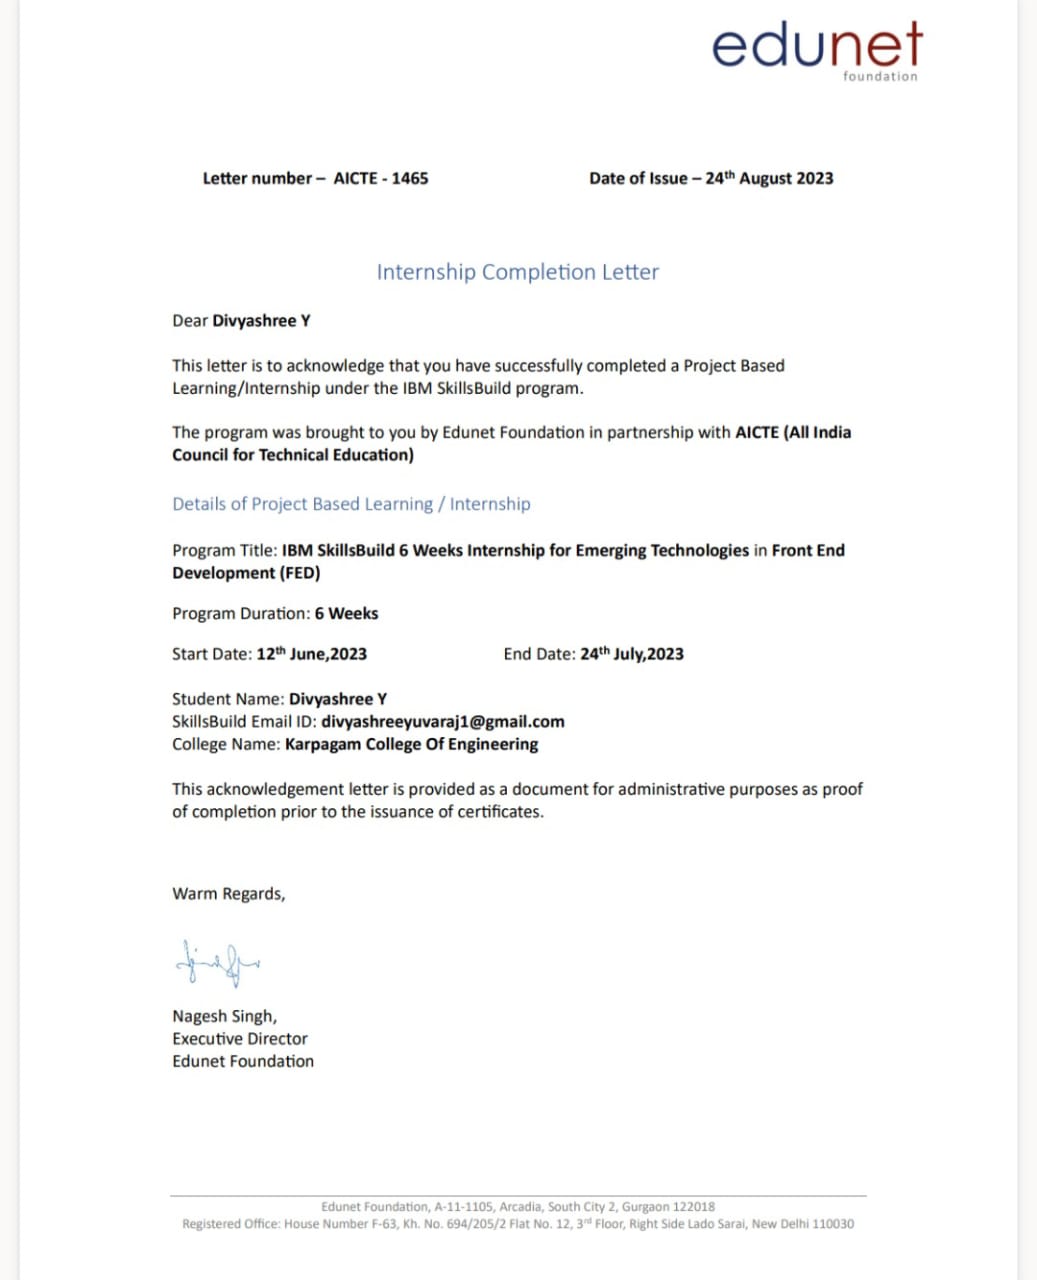 edunet
foundation
Letter number – AICTE - 1465 Date of Issue – 24th August 2023
Internship Completion Letter
Dear Divyashree Y
This letter is to acknowledge that you have successfully completed a Project Based
Learning/Internship under the IBM SkillsBuild program.
The program was brought to you by Edunet Foundation in partnership with AICTE (All India
Council for Technical Education)
Details of Project Based Learning / Internship
Program Title: IBM SkillsBuild 6 Weeks Internship for Emerging Technologies in Front End
Development (FED)
Program Duration: 6 Weeks
Start Date: 12th June,2023 End Date: 24th July,2023
Student Name: Divyashree Y
SkillsBuild Email ID: divyashreeyuvaraj1@gmail.com
College Name: Karpagam College Of Engineering
This acknowledgement letter is provided as a document for administrative purposes as proof
of completion prior to the issuance of certificates.
Warm Regards,
Nagesh Singh,
Executive Director
Edunet Foundation
Edunet Foundation, A-11-1105, Arcadia, South City 2, Gurgaon 122018
Registered Office: House Number F-63, Kh. No. 694/205/2 Flat No. 12, 3rd Floor, Right Side Lado Sarai, New Delhi 110030